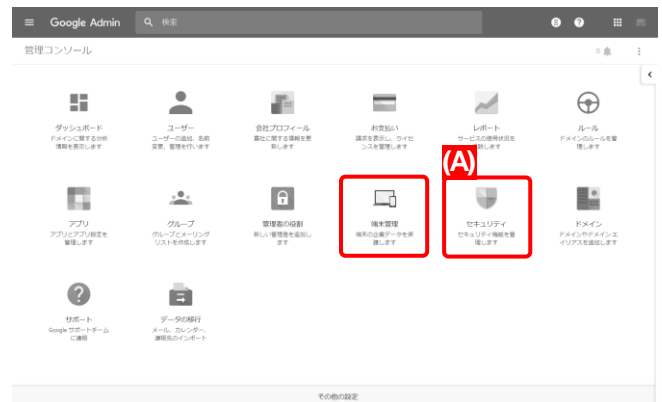 Google Admin
検索
管理コンソール
0
ダッシュボード
ドメインに関する分析
情報を表示します
ユーザー
ユーザーの追加、名前
変更、管理を行います
会社プロフィール
貴社に関する情報を更
新します
お支払い
請求を表示し、ライセ
ンスを管理します
レポート
サービスの使用状況を
します
ルール
ドメインのルールを管
理します
(A)
アプリ
アプリとアプリ設定を
管理します
グループ
グループとメーリング
リストを作成します
管理者の役割
新しい管理者を追加し
ます
端末管理
端末の企業データを保
護します
セキュリティ
セキュリティ機能を管
理します
ドメイン
ドメインやドメイン エ
イリアスを追加します
サポート
Google サポートチーム
に連絡
データの移行
メール、カレンダー、
連絡先のインポート
その他の設定